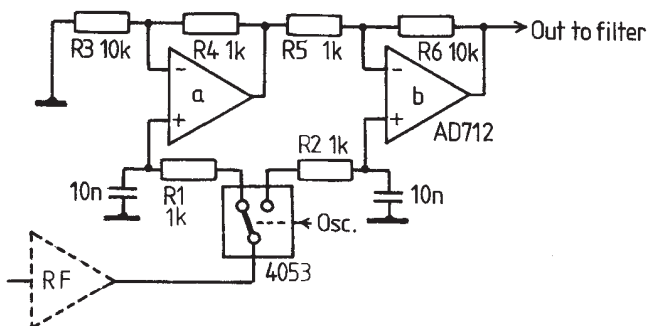 R3 10k
R4 1k
R5 1k
R6 10k
Out to filter
-
a
+
-
b
+
AD712
R2 1k
10n
R1
1k
10n
Osc.
4053
RF